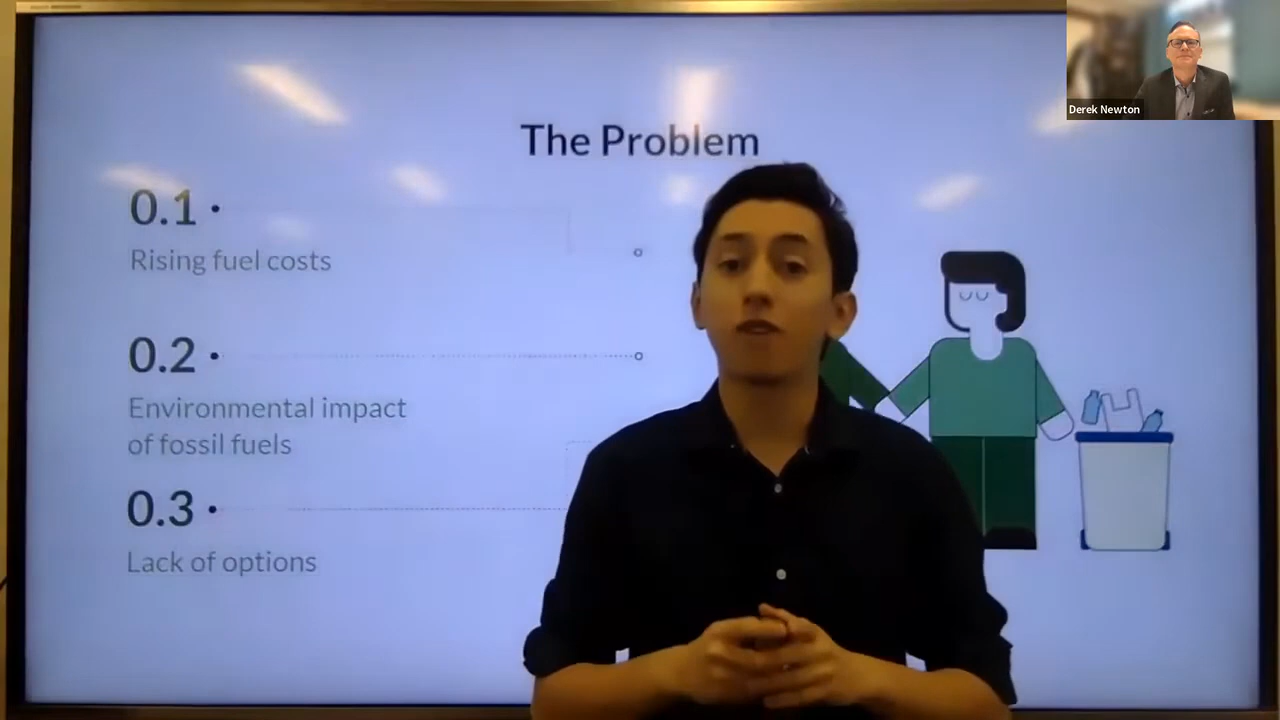 Derek Newton
The Problem
0.1
Rising fuel costs
0.2
Environmental impact
of fossil fuels
0.3
Lack of options